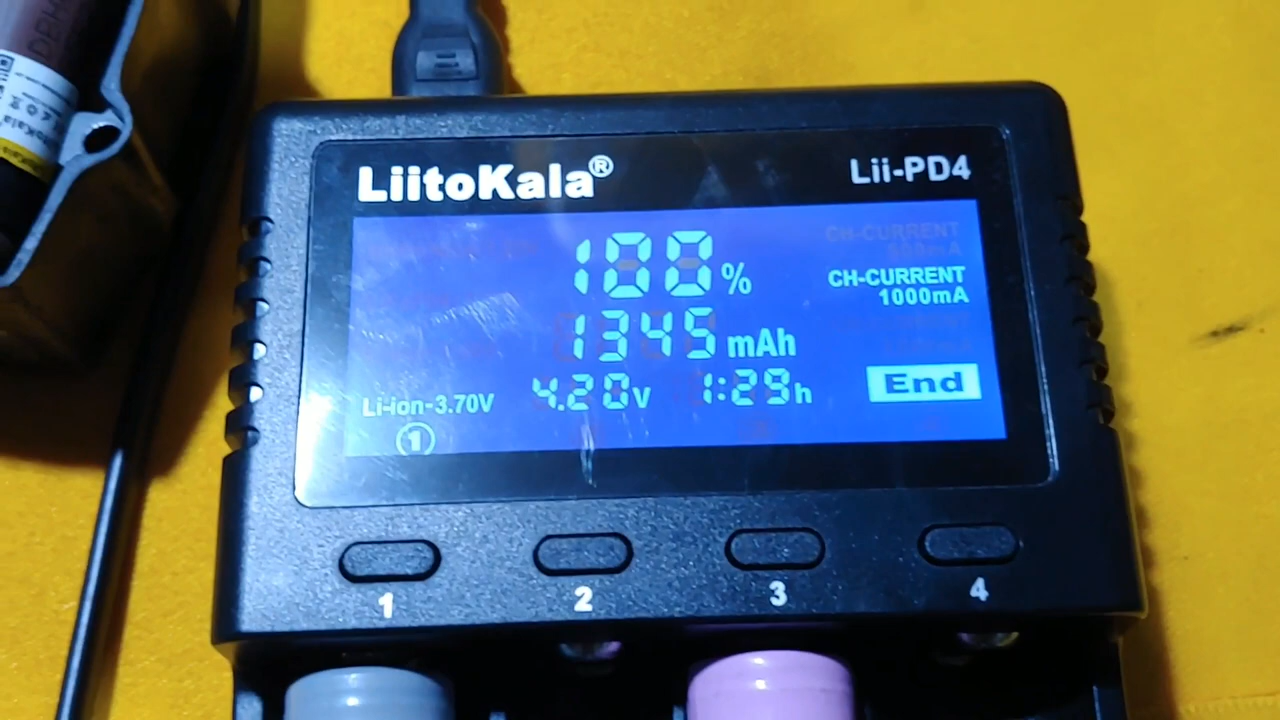 LiitoKala® Lii-PD4
100%
CH-CURRENT
1000mA
1345 mAh
Li-ion-3.70V 4.20V 1:29h End
1
1 2 3 4